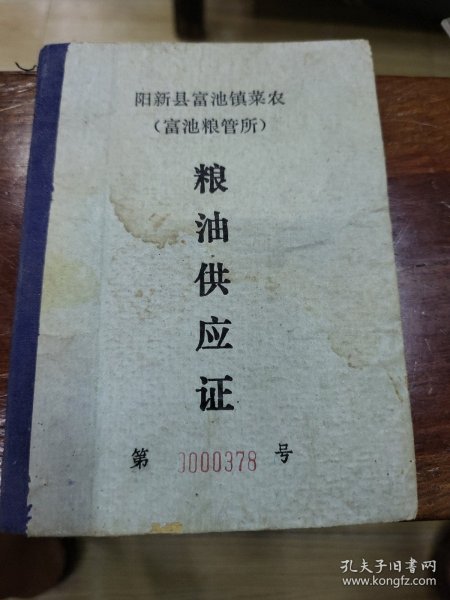 阳新县富池镇菜农
（富池粮管所）
粮油供应证
第 0000378 号
孔夫子旧书网
www.kongfz.com